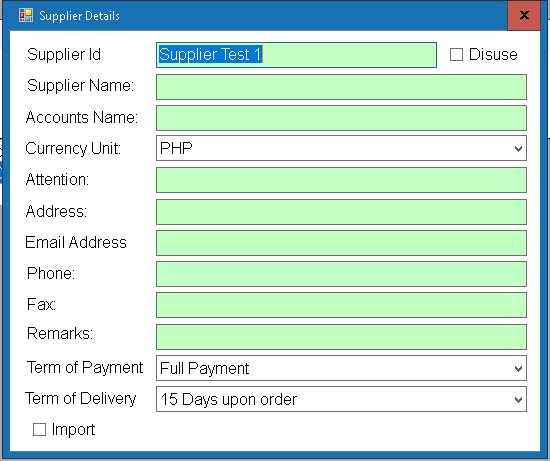 Supplier Details x
Supplier Id Supplier Test 1 Disuse
Supplier Name:
Accounts Name:
Currency Unit: PHP
Attention:
Address:
Email Address
Phone:
Fax:
Remarks:
Term of Payment Full Payment
Term of Delivery 15 Days upon order
Import